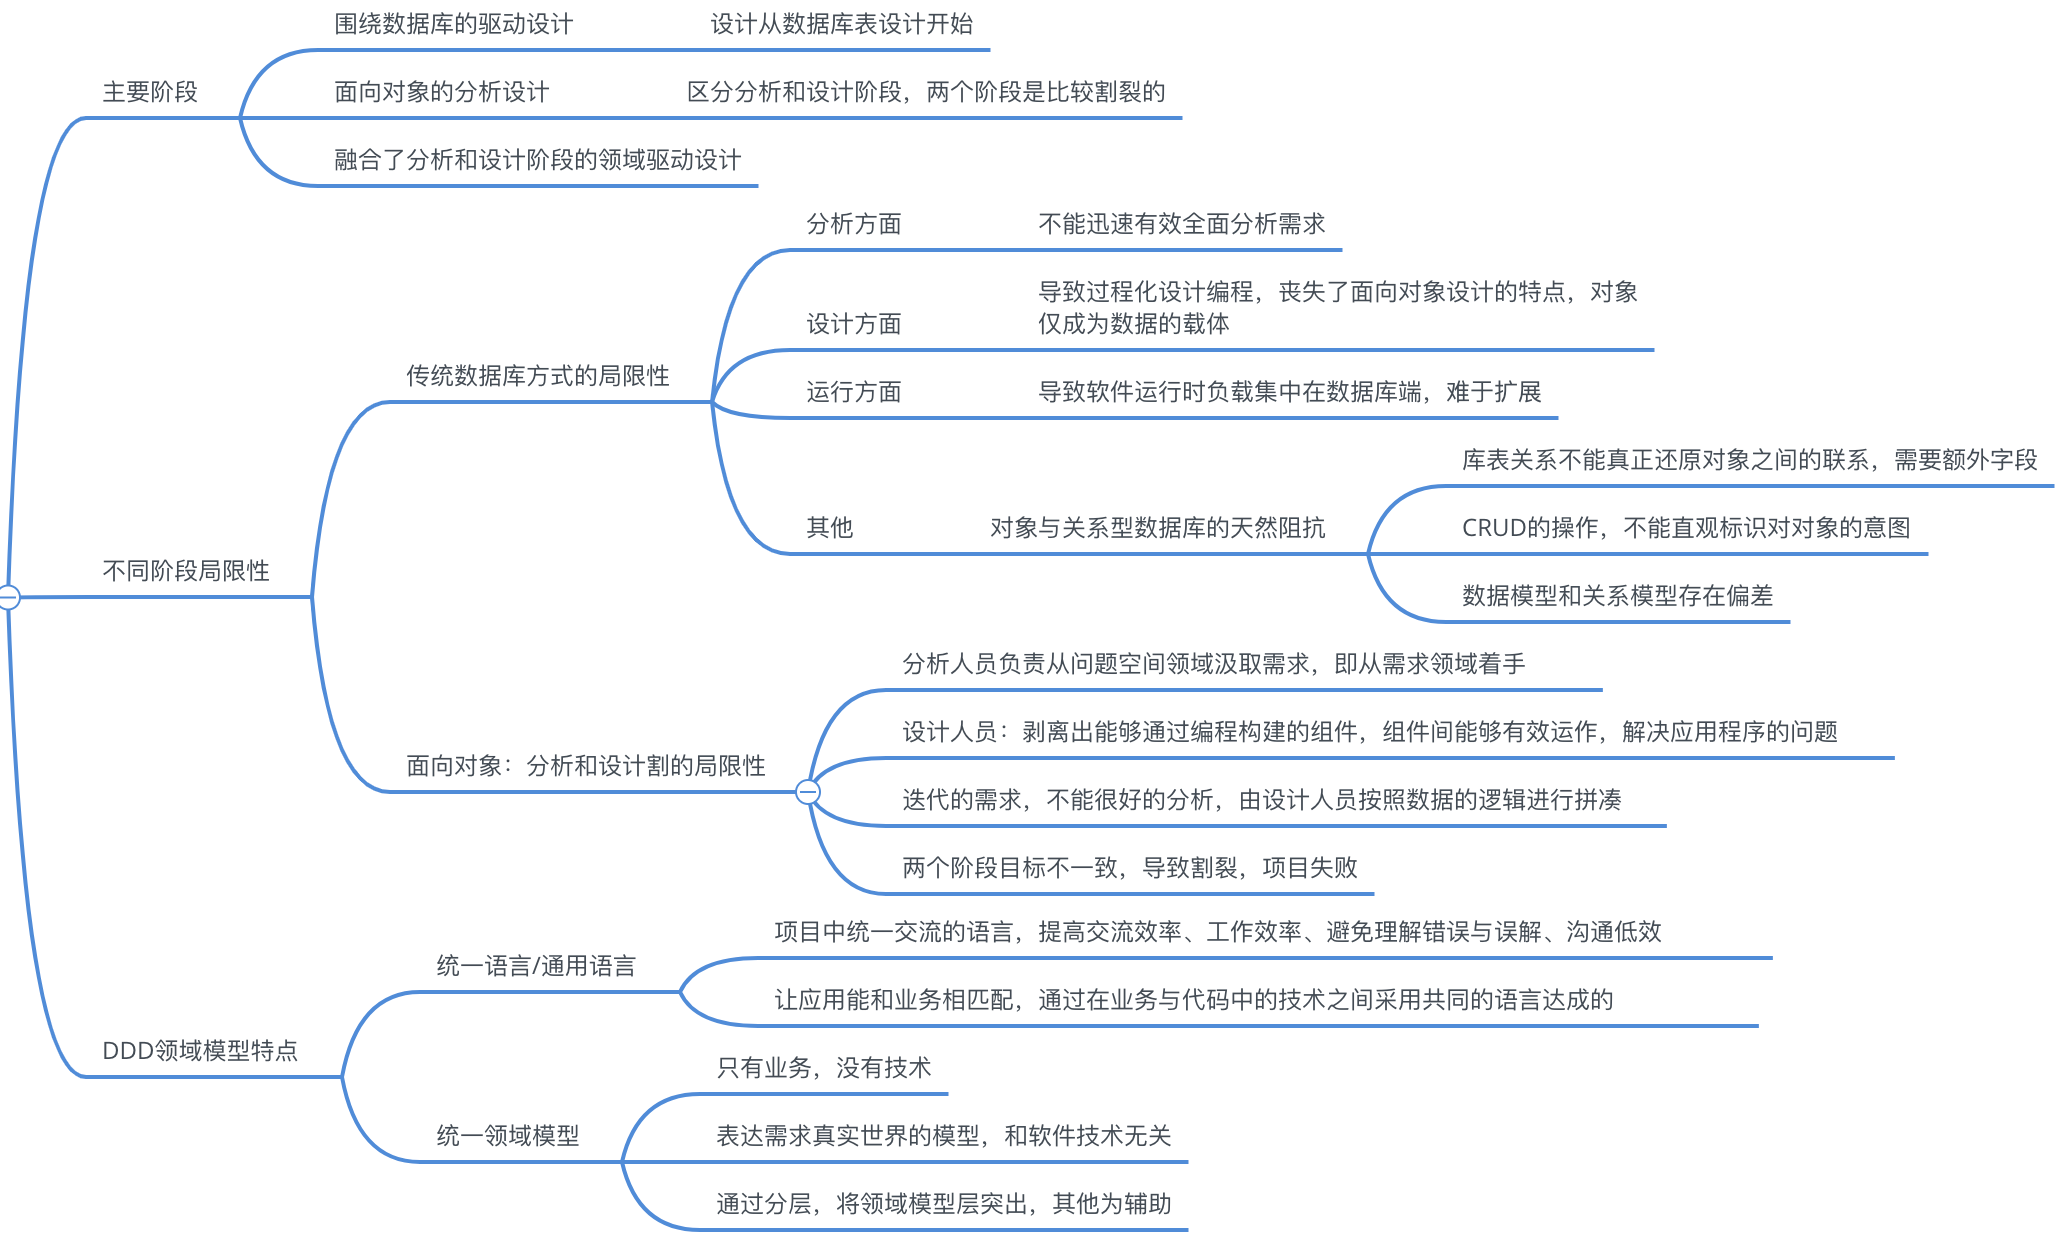 主要阶段
围绕数据库的驱动设计
设计从数据库表设计开始
面向对象的分析设计
区分分析和设计阶段，两个阶段是比较割裂的
融合了分析和设计阶段的领域驱动设计
不同阶段局限性
传统数据库方式的局限性
分析方面
不能迅速有效全面分析需求
设计方面
导致过程化设计编程，丧失了面向对象设计的特点，对象
仅成为数据的载体
运行方面
导致软件运行时负载集中在数据库端，难于扩展
其他
对象与关系型数据库的天然阻抗
库表关系不能真正还原对象之间的联系，需要额外字段
CRUD的操作，不能直观标识对对象的意图
数据模型和关系模型存在偏差
面向对象：分析和设计割的局限性
分析人员负责从问题空间领域汲取需求，即从需求领域着手
设计人员：剥离出能够通过编程构建的组件，组件间能够有效运作，解决应用程序的问题
迭代的需求，不能很好的分析，由设计人员按照数据的逻辑进行拼凑
两个阶段目标不一致，导致割裂，项目失败
DDD领域模型特点
统一语言/通用语言
项目中统一交流的语言，提高交流效率、工作效率、避免理解错误与误解、沟通低效
让应用能和业务相匹配，通过在业务与代码中的技术之间采用共同的语言达成的
统一领域模型
只有业务，没有技术
表达需求真实世界的模型，和软件技术无关
通过分层，将领域模型层突出，其他为辅助